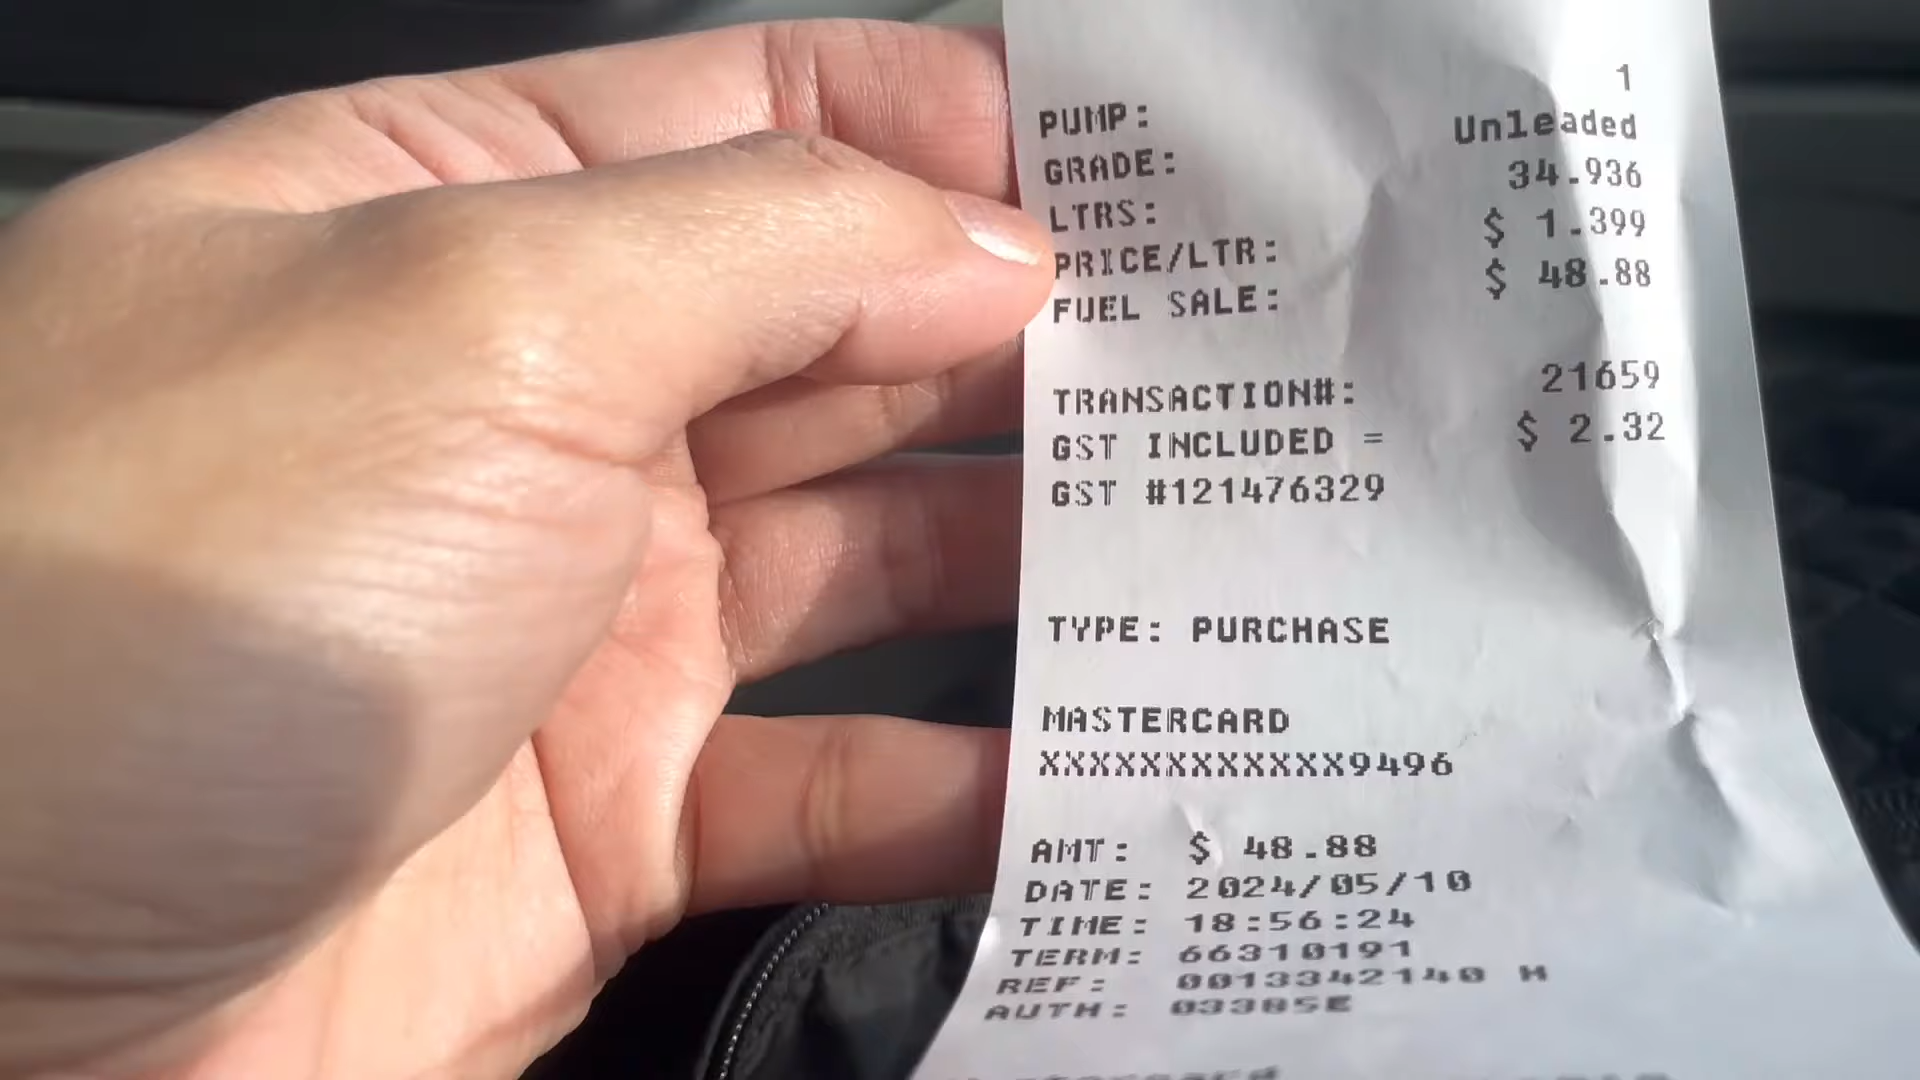 PUMP: 1
GRADE: Unleaded
LTRS: 34.936
PRICE/LTR: $ 1.399
FUEL SALE: $ 48.88
TRANSACTION#: 21659
GST INCLUDED = $ 2.32
GST #121476329
TYPE: PURCHASE
MASTERCARD
XXXXXXXXXXXXX9496
AMT: $ 48.88
DATE: 2024/05/10
TIME: 18:56:24
TERM: 66310191
REF: 0013342140 H
AUTH: 03385E